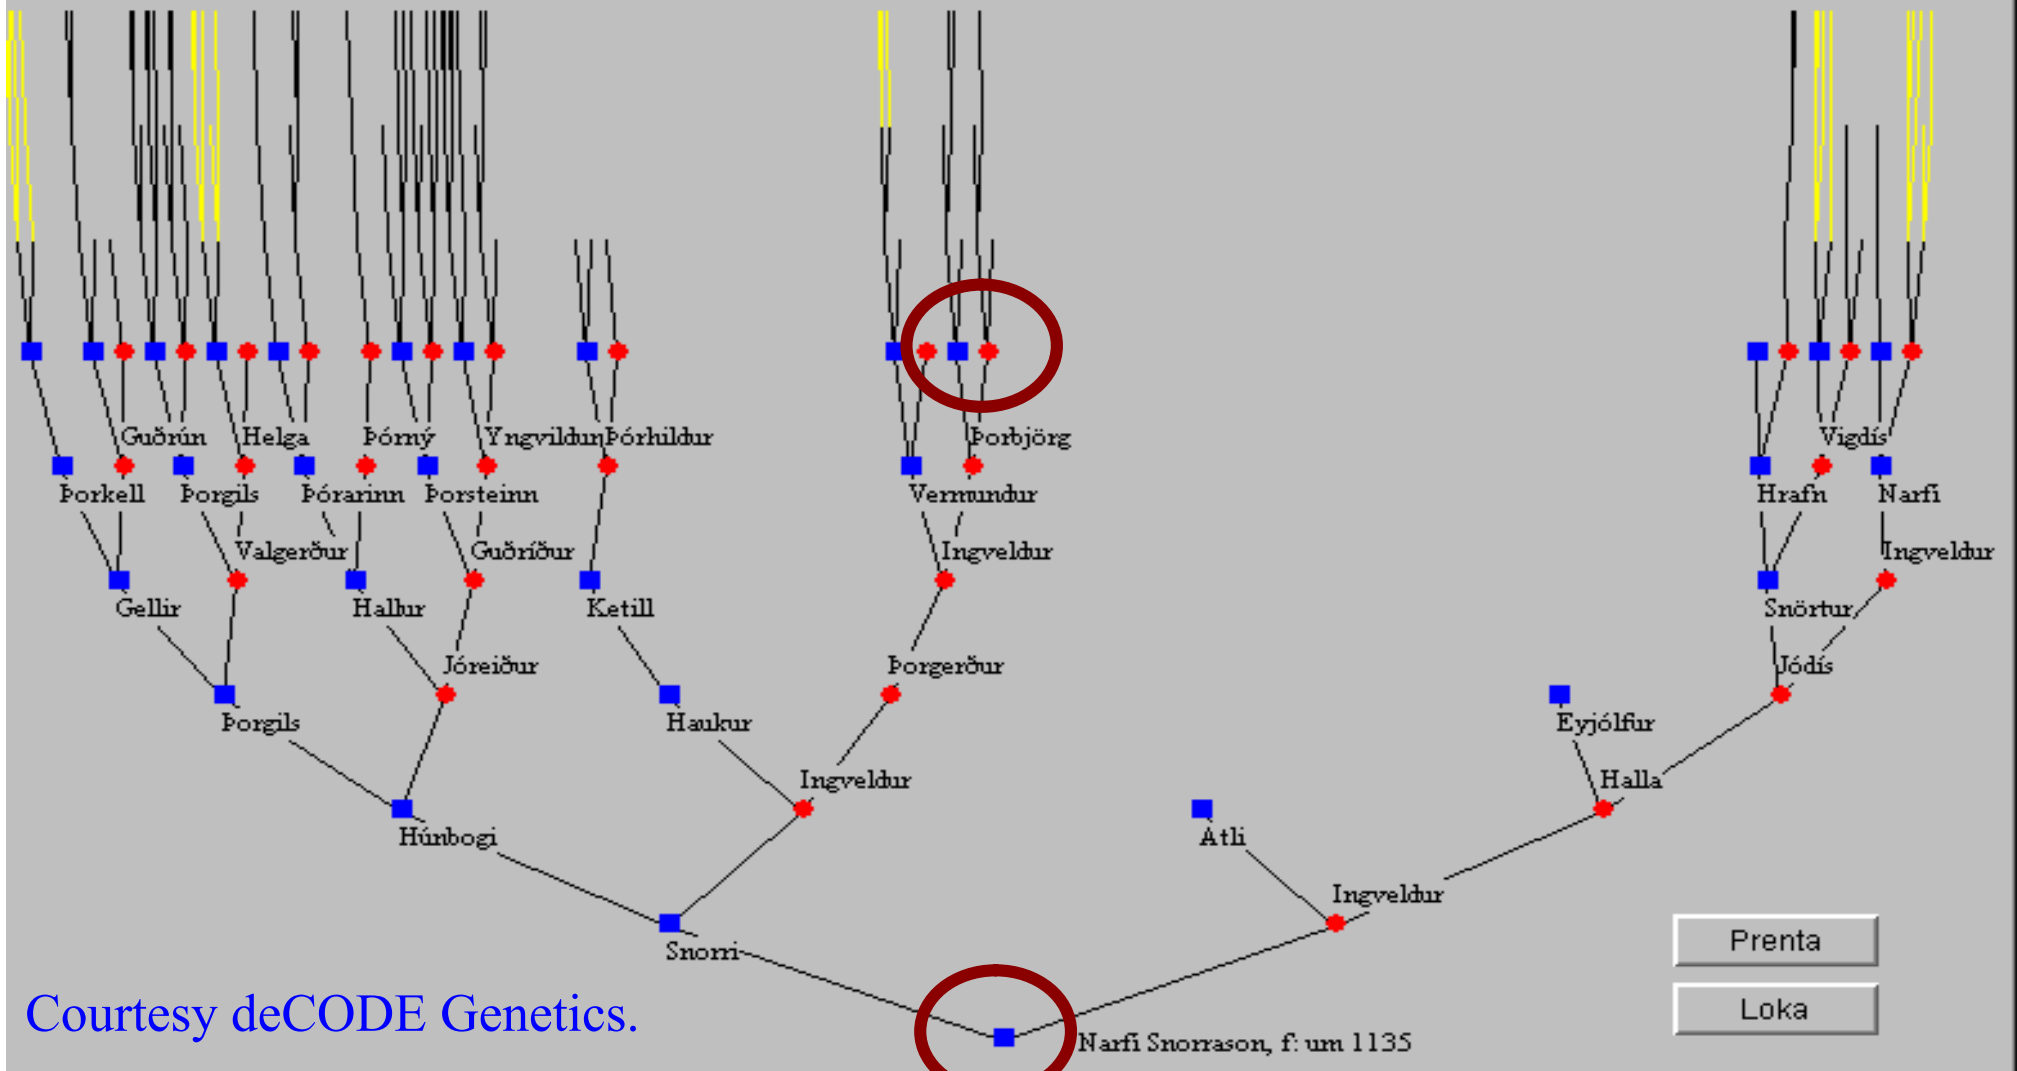 Guðrún Helga Þórný Yngvildur Þórhildur Þorbjörg Vigdís
Þorkell Þorgils Þórarinn Þorsteinn Vermundur Hrafn Narfi
Valgerður Guðríður Ingveldur Ingveldur
Gellir Hallur Ketill Snörtur
Jóreiður Þorgerður Jódís
Þorgils Haukur Eyjólfur
Ingveldur Halla
Húnbogi Atli
Ingveldur
Snorri
Prenta
Loka
Courtesy deCODE Genetics.
Narfi Snorrason, f: um 1135